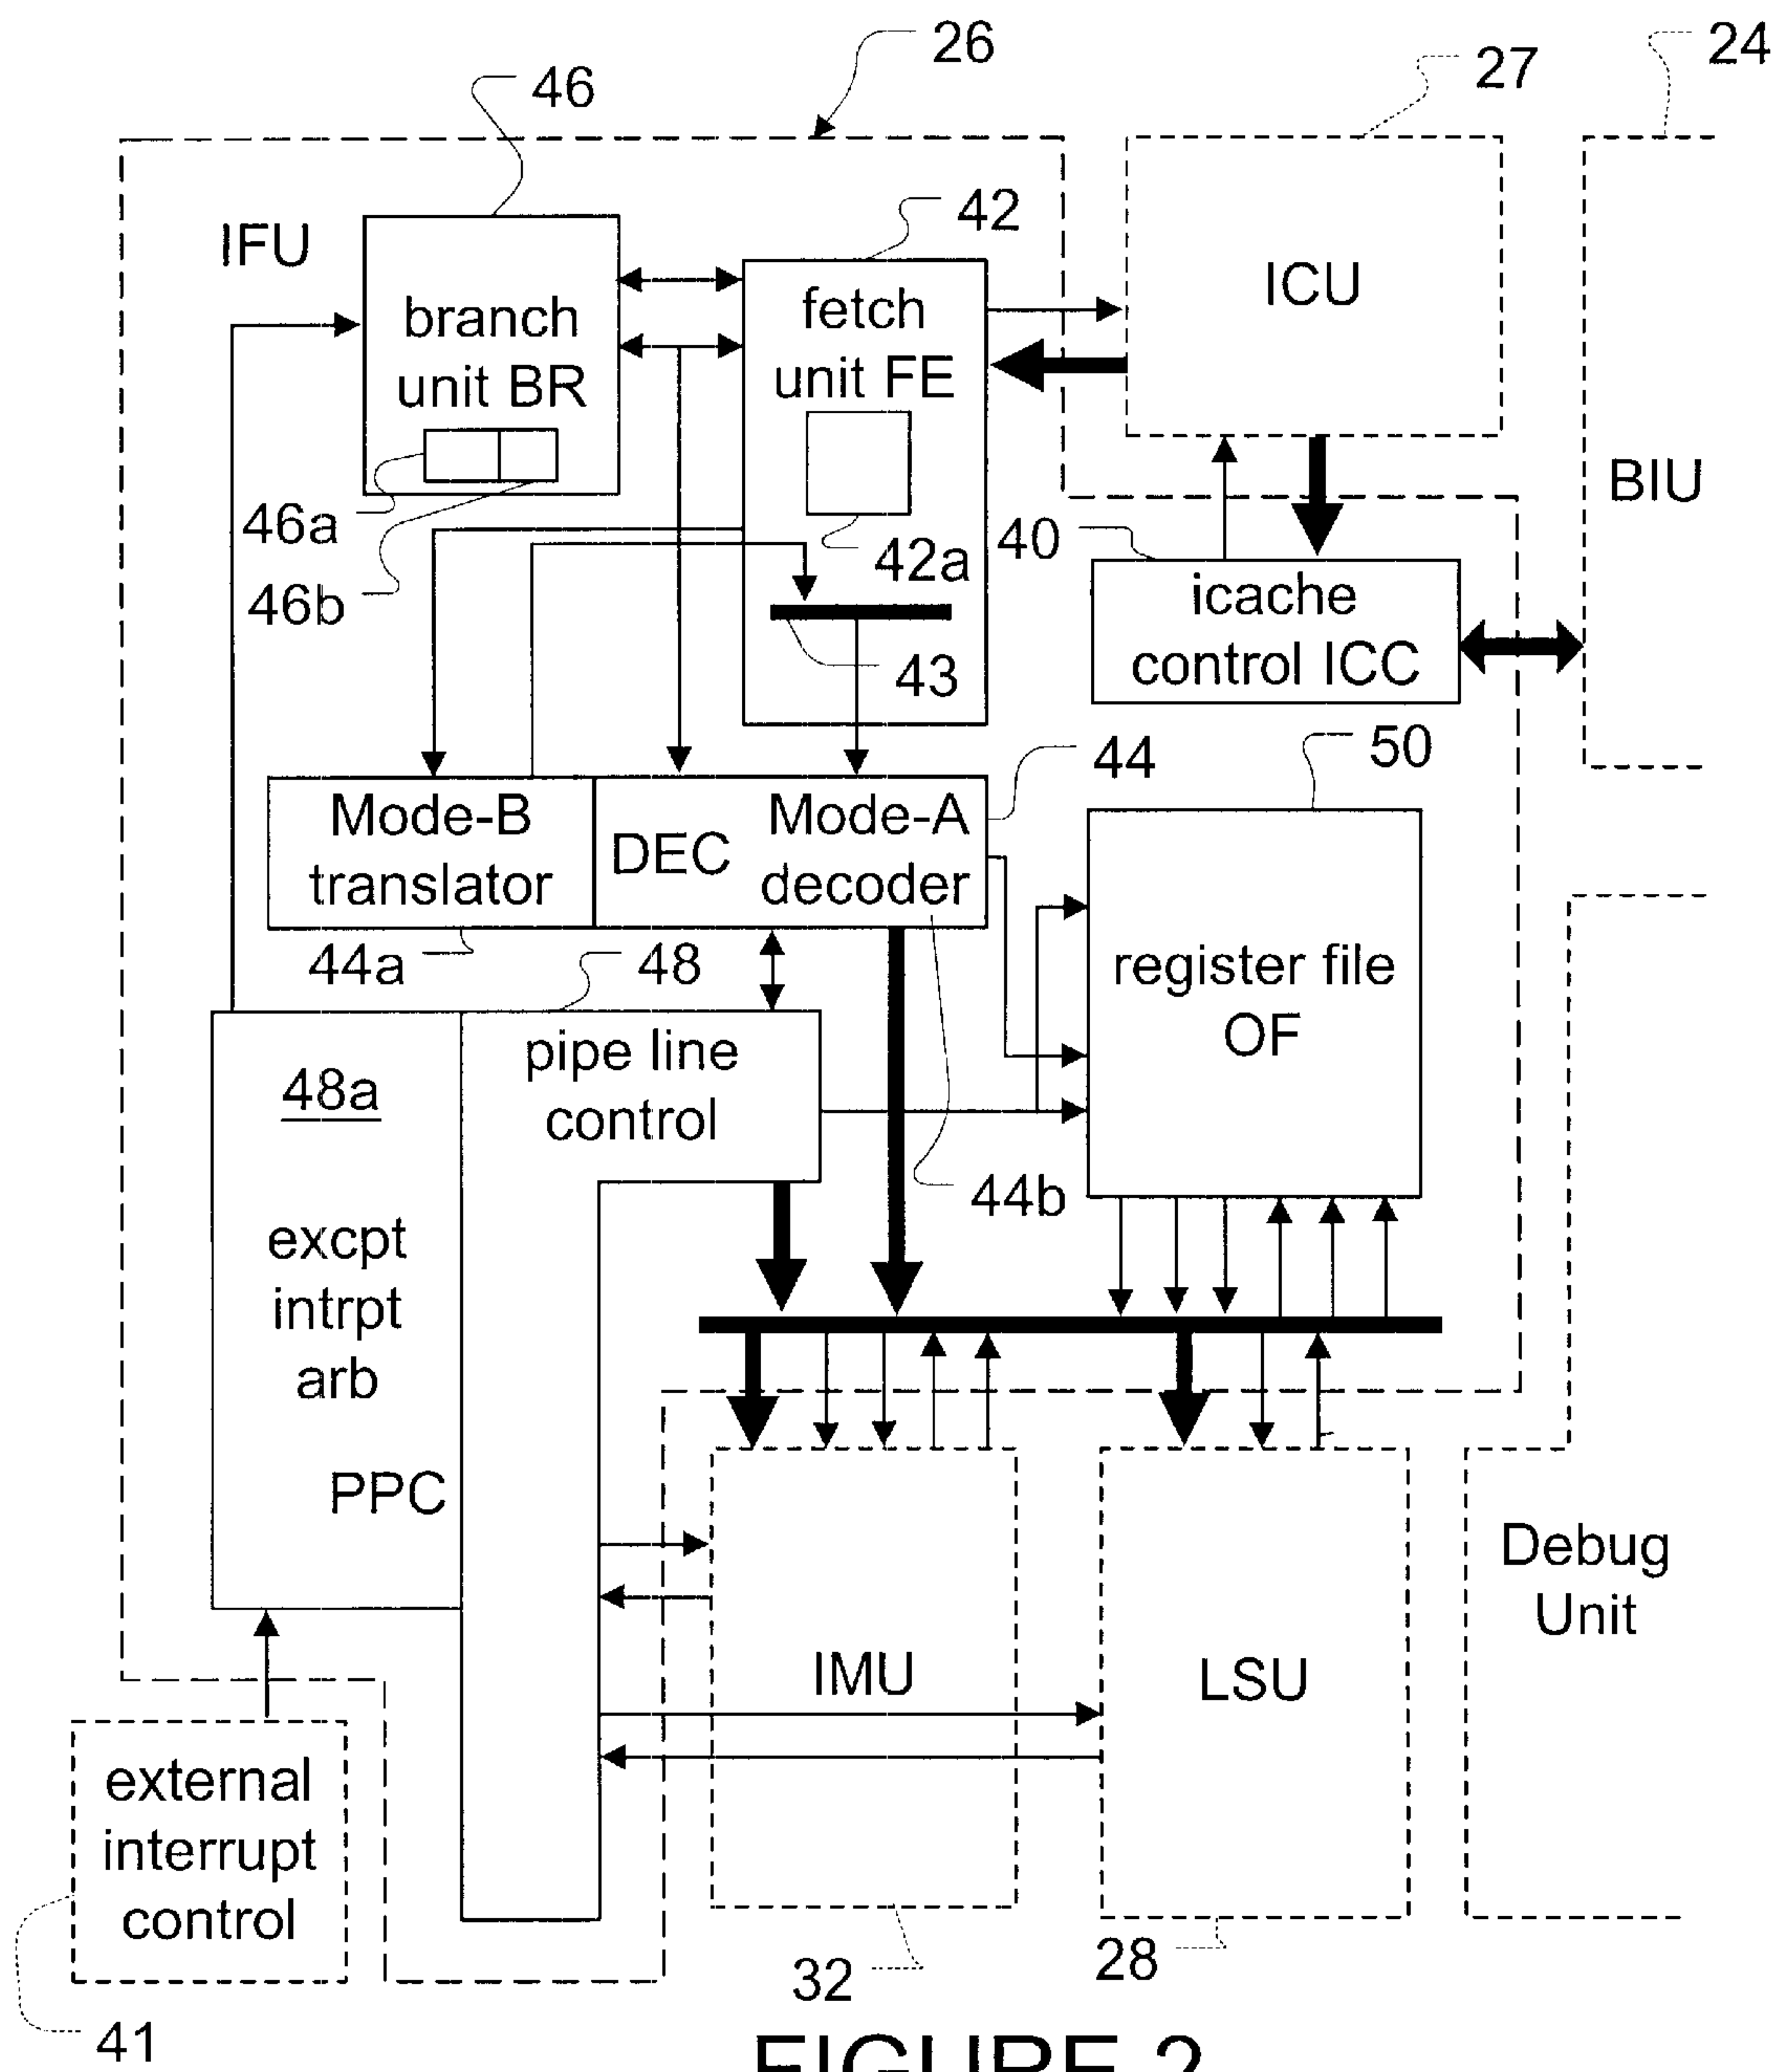 26
24
27
46
42
IFU
ICU
branch
unit BR
fetch
unit FE
BIU
46a
40
42a
46b
icache
control ICC
43
44
50
Mode-B
translator
DEC
Mode-A
decoder
44a
48
register file
OF
pipe line
control
48a
44b
excpt
intrpt
arb
PPC
Debug
Unit
IMU
LSU
external
interrupt
control
32
28
41
FIGURE 2